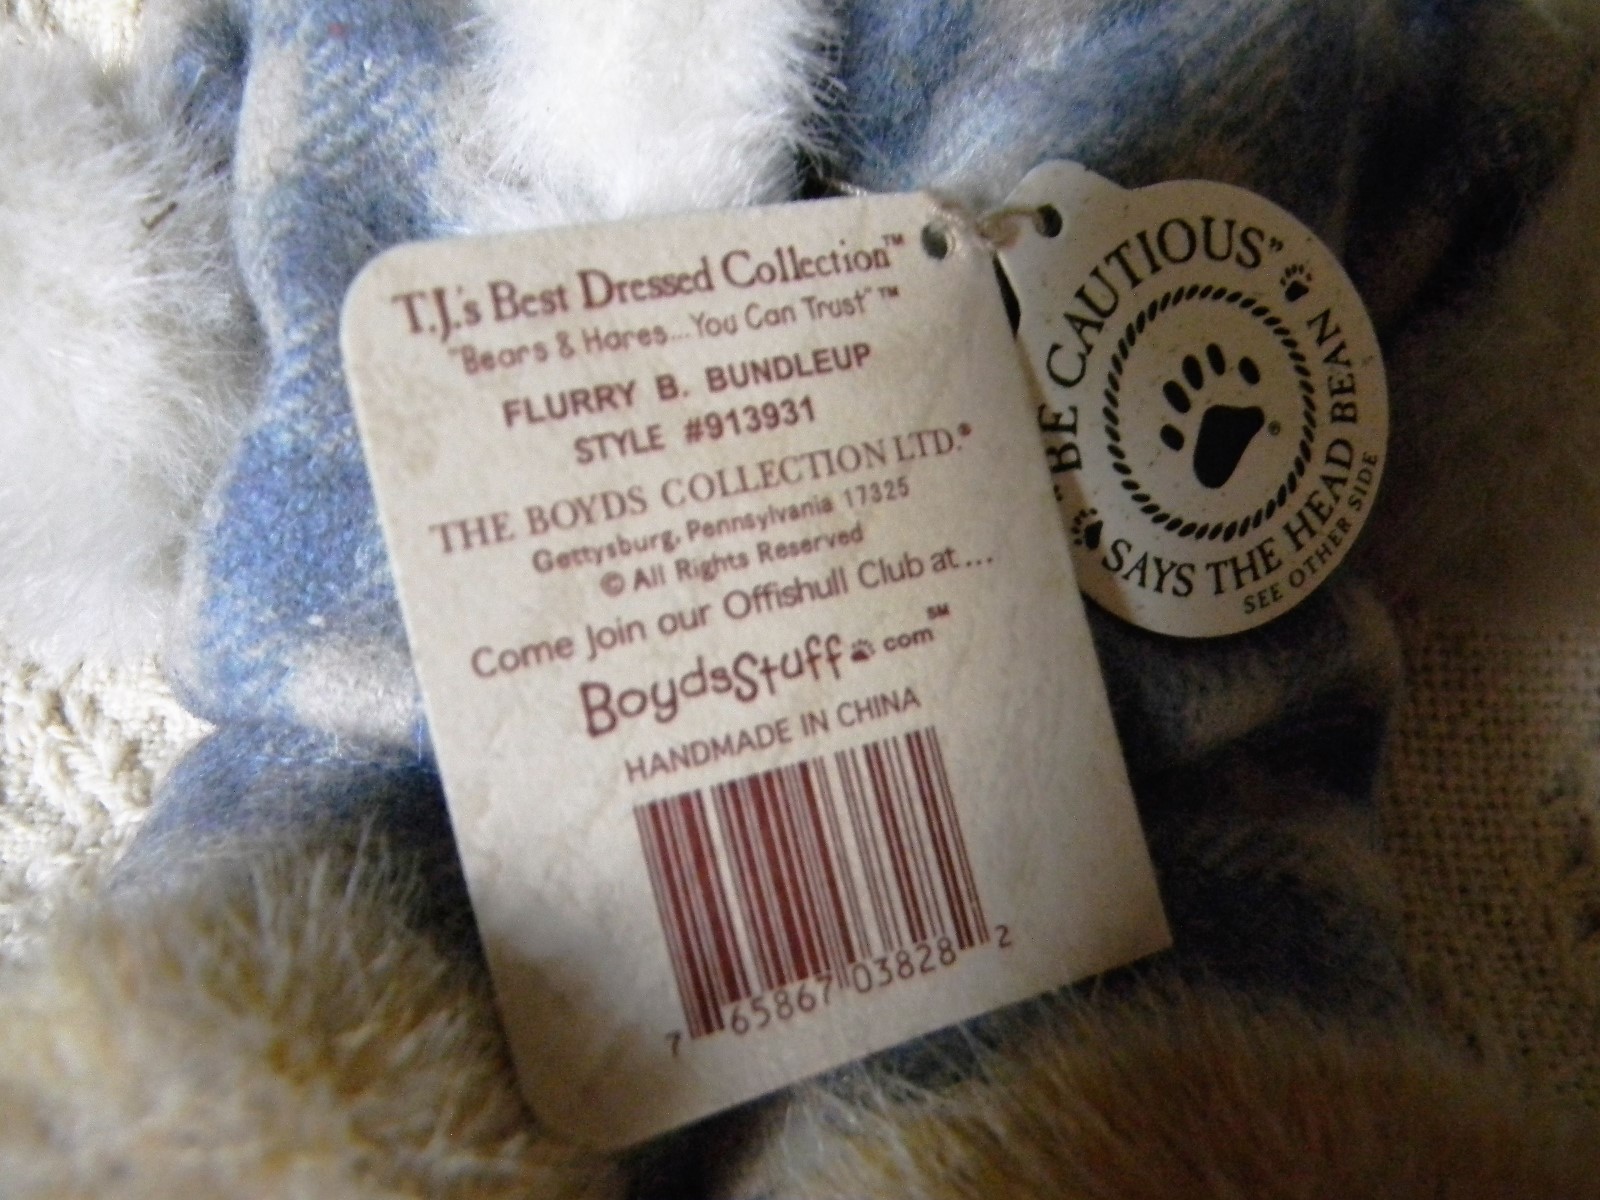 T.J.'s Best Dressed Collection™
"Bears & Hares...You Can Trust"™
FLURRY B. BUNDLEUP
STYLE #913931
THE BOYDS COLLECTION LTD.®
Gettysburg, Pennsylvania 17325
© All Rights Reserved
Come Join our Offishull Club at...
BoydsStuff.com℠
HANDMADE IN CHINA
7 65867 03828 2
"BE CAUTIOUS"
®
SAYS THE HEAD BEAN
SEE OTHER SIDE